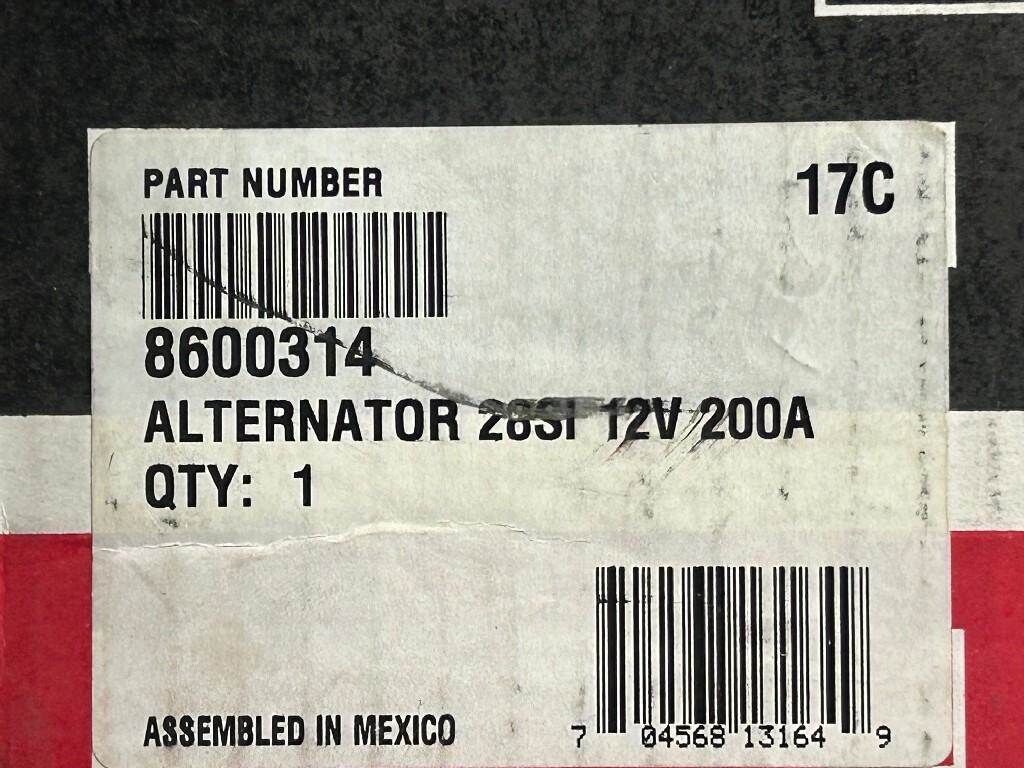 PART NUMBER
17C
8600314
ALTERNATOR 28SI 12V 200A
QTY: 1
ASSEMBLED IN MEXICO
7 04568 13164 9